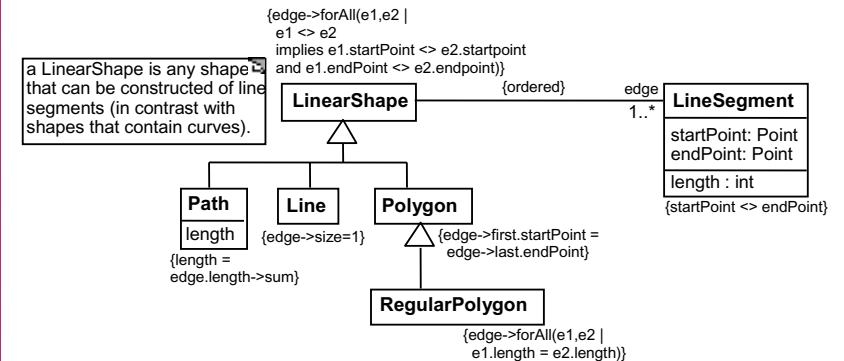 {edge->forAll(e1,e2 |
e1 <> e2
implies e1.startPoint <> e2.startpoint
and e1.endPoint <> e2.endpoint)}
a LinearShape is any shape
that can be constructed of line
segments (in contrast with
shapes that contain curves).
LinearShape
{ordered}
edge
1..*
LineSegment
startPoint: Point
endPoint: Point
length : int
{startPoint <> endPoint}
Path
length
{length =
edge.length->sum}
Line
{edge->size=1}
Polygon
{edge->first.startPoint =
edge->last.endPoint}
RegularPolygon
{edge->forAll(e1,e2 |
e1.length = e2.length)}